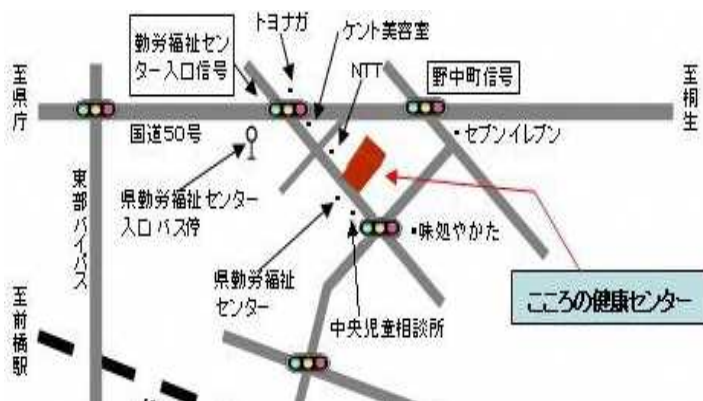 トヨナガ
勤労福祉セン
ター入口信号
ケント美容室
NTT
野中町信号
至県庁
至桐生
国道50号
セブンイレブン
東部バイパス
県勤労福祉センター
入口バス停
味処やかた
県勤労福祉
センター
こころの健康センター
中央児童相談所
至前橋駅